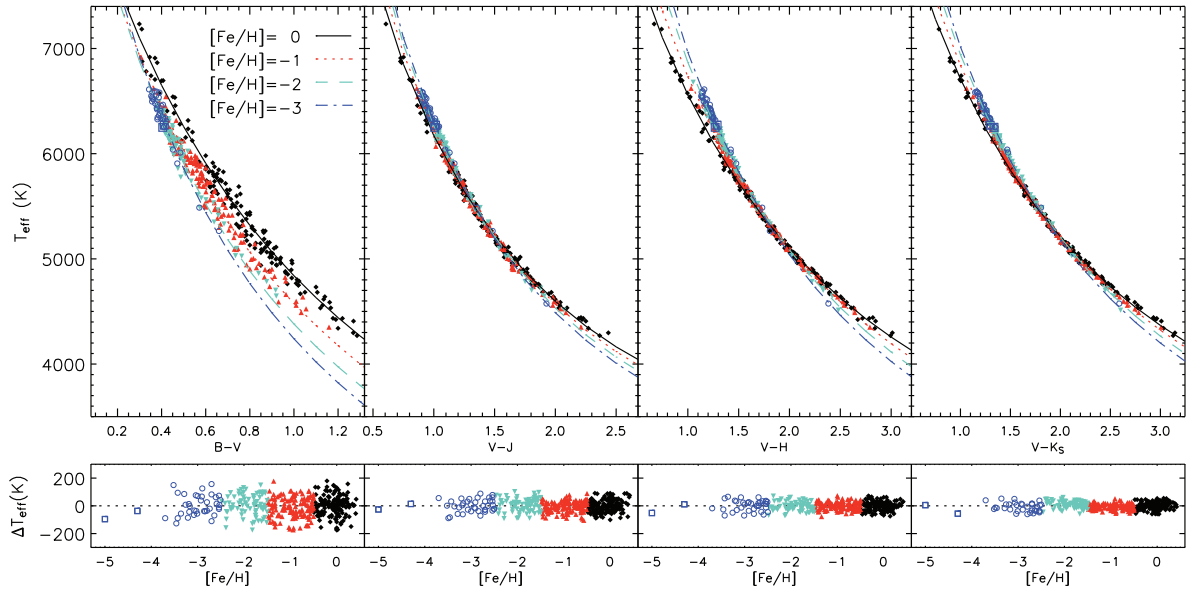 [Fe/H]= 0
[Fe/H]=−1
[Fe/H]=−2
[Fe/H]=−3
T_eff (K)
7000
6000
5000
4000
0.2 0.4 0.6 0.8 1.0 1.2
B−V
0.5 1.0 1.5 2.0 2.5
V−J
1.0 1.5 2.0 2.5 3.0
V−H
1.0 1.5 2.0 2.5 3.0
V−K_S
ΔT_eff(K)
200
0
−200
−5 −4 −3 −2 −1 0
[Fe/H]
−5 −4 −3 −2 −1 0
[Fe/H]
−5 −4 −3 −2 −1 0
[Fe/H]
−5 −4 −3 −2 −1 0
[Fe/H]